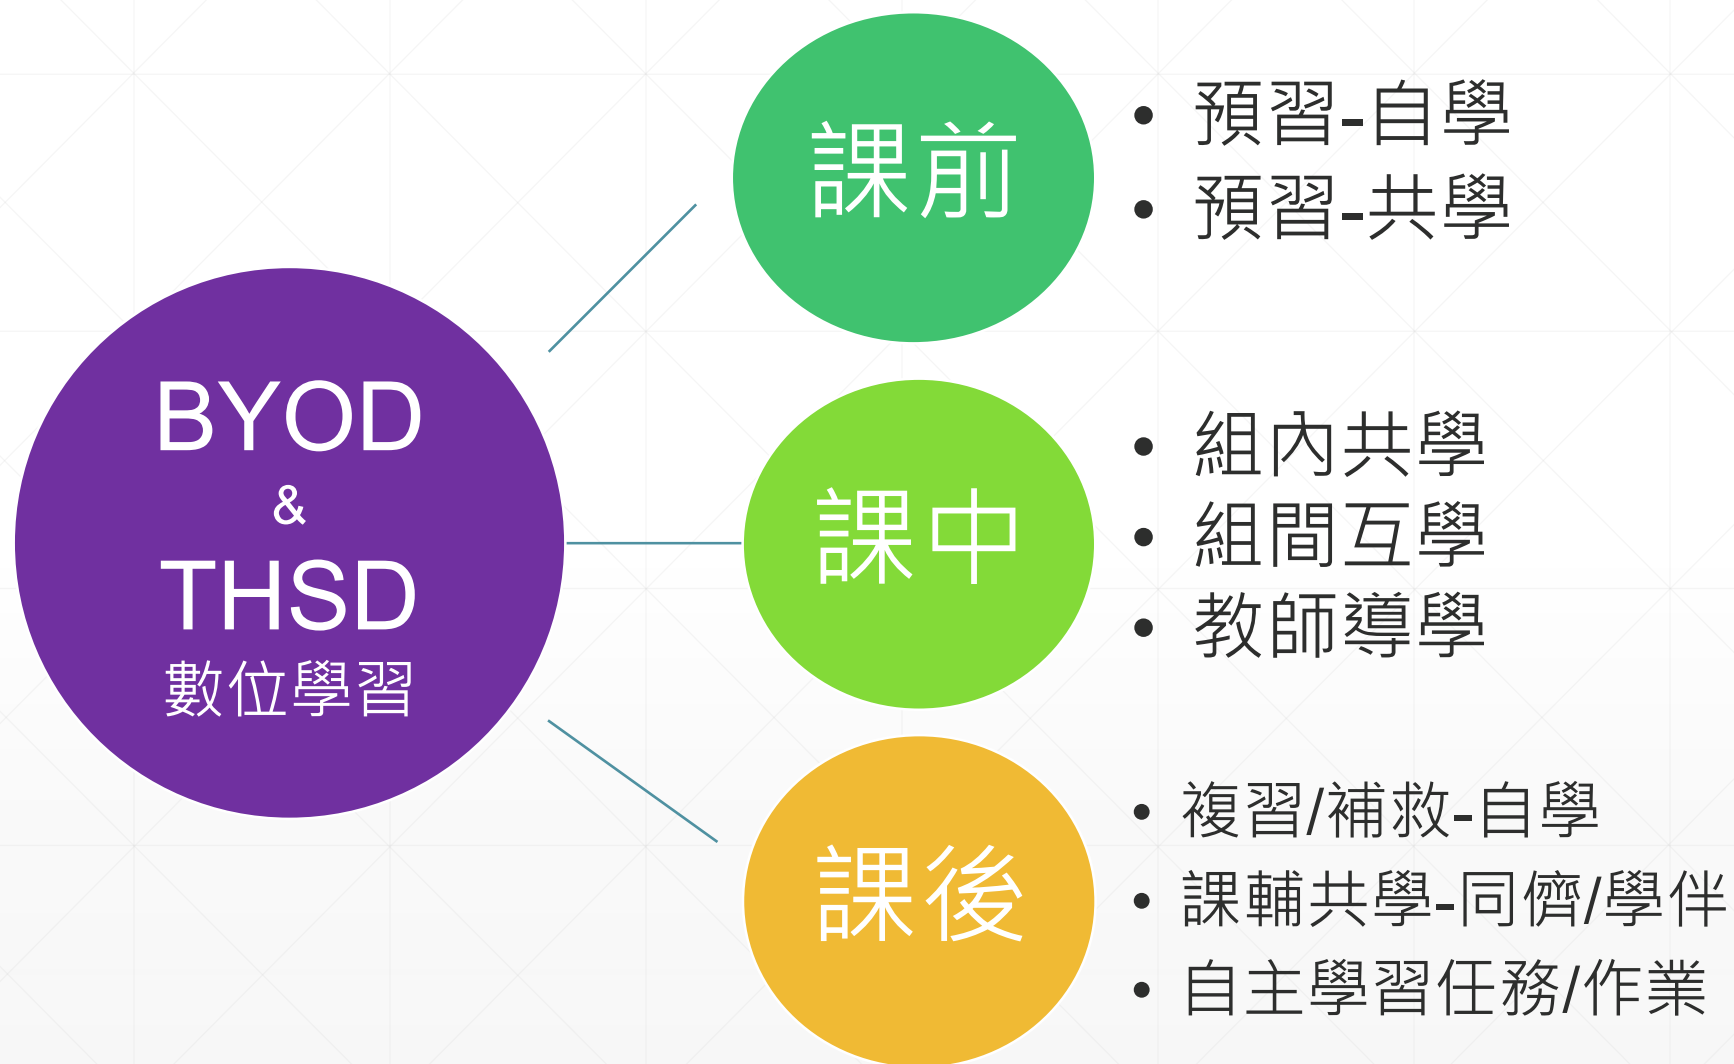 BYOD
&
THSD
數位學習
課前
• 預習-自學
• 預習-共學
課中
• 組內共學
• 組間互學
• 教師導學
課後
• 複習/補救-自學
• 課輔共學-同儕/學伴
• 自主學習任務/作業